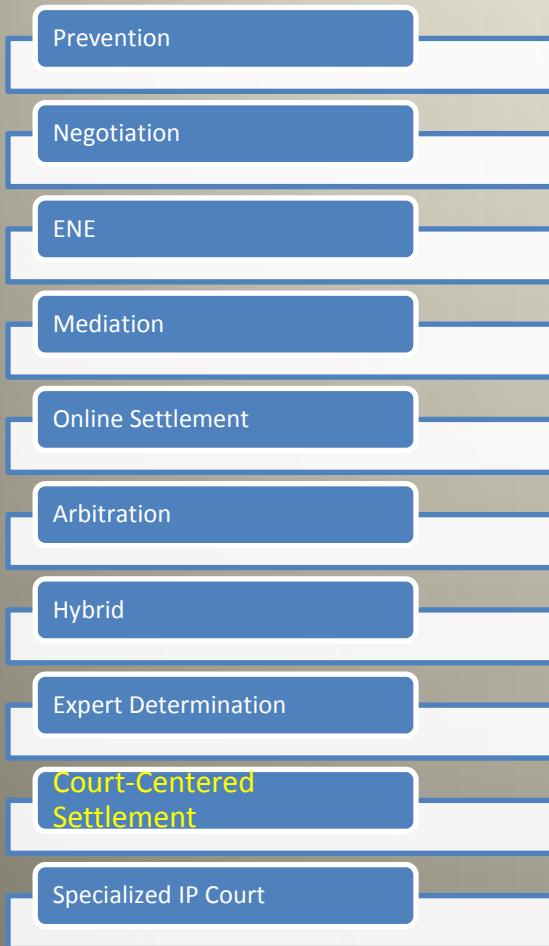 Prevention
Negotiation
ENE
Mediation
Online Settlement
Arbitration
Hybrid
Expert Determination
Court-Centered
Settlement
Specialized IP Court